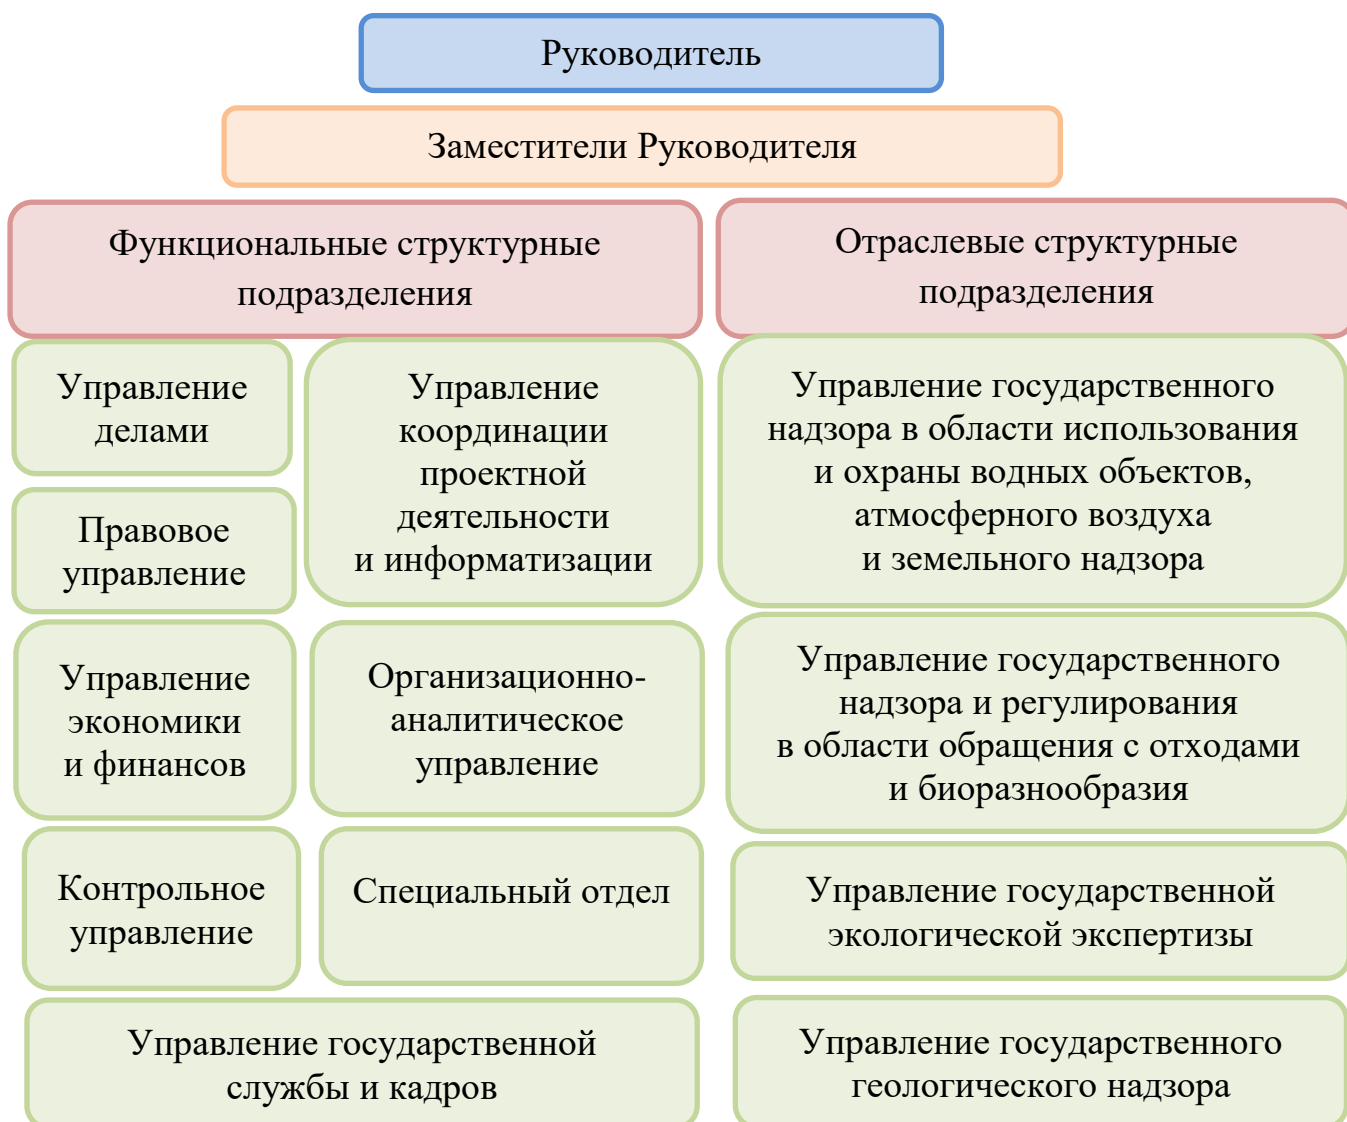 Руководитель
Заместители Руководителя
Функциональные структурные
подразделения
Отраслевые структурные
подразделения
Управление
делами
Управление
координации
проектной
деятельности
и информатизации
Управление государственного
надзора в области использования
и охраны водных объектов,
атмосферного воздуха
и земельного надзора
Правовое
управление
Управление
экономики
и финансов
Организационно-
аналитическое
управление
Управление государственного
надзора и регулирования
в области обращения с отходами
и биоразнообразия
Контрольное
управление
Специальный отдел
Управление государственной
экологической экспертизы
Управление государственной
службы и кадров
Управление государственного
геологического надзора